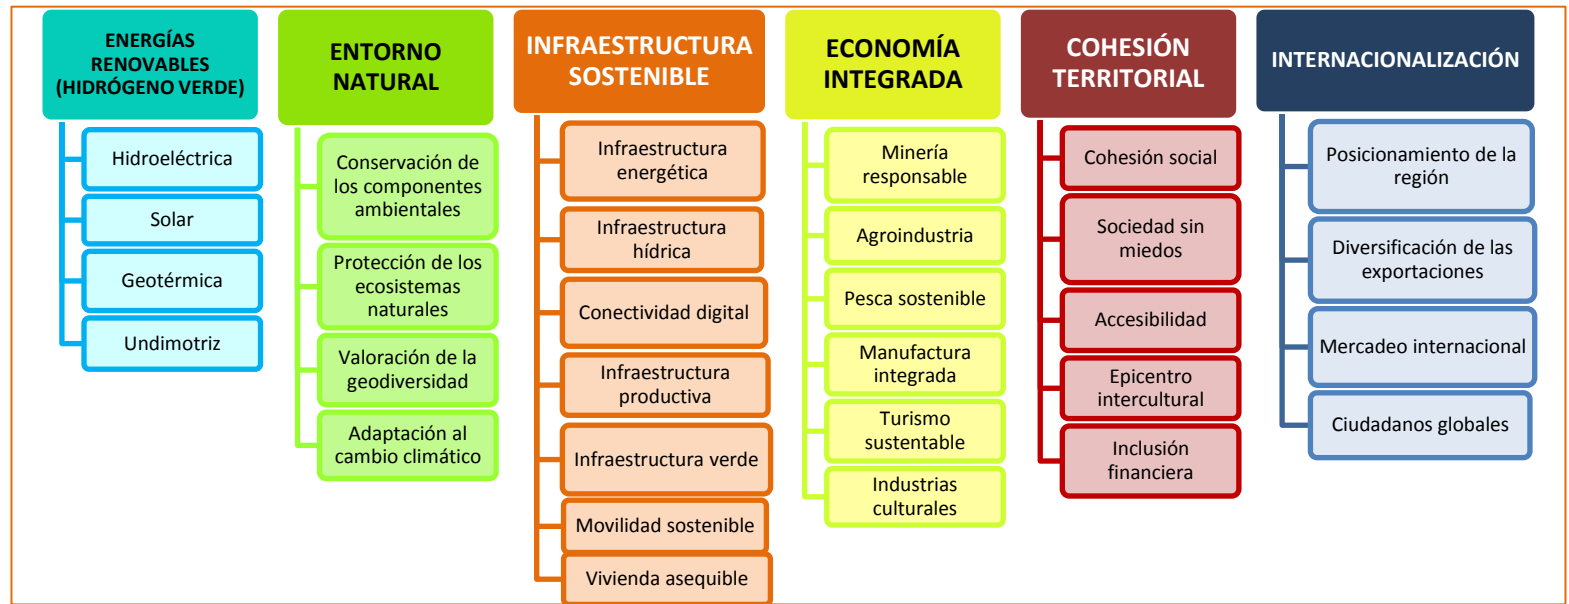 ENERGÍAS
RENOVABLES
(HIDRÓGENO VERDE)
Hidroeléctrica
Solar
Geotérmica
Undimotriz
ENTORNO
NATURAL
Conservación de
los componentes
ambientales
Protección de los
ecosistemas
naturales
Valoración de la
geodiversidad
Adaptación al
cambio climático
INFRAESTRUCTURA
SOSTENIBLE
Infraestructura
energética
Infraestructura
hídrica
Conectividad digital
Infraestructura
productiva
Infraestructura verde
Movilidad sostenible
Vivienda asequible
ECONOMÍA
INTEGRADA
Minería
responsable
Agroindustria
Pesca sostenible
Manufactura
integrada
Turismo
sustentable
Industrias
culturales
COHESIÓN
TERRITORIAL
Cohesión social
Sociedad sin
miedos
Accesibilidad
Epicentro
intercultural
Inclusión
financiera
INTERNACIONALIZACIÓN
Posicionamiento de la
región
Diversificación de las
exportaciones
Mercadeo internacional
Ciudadanos globales